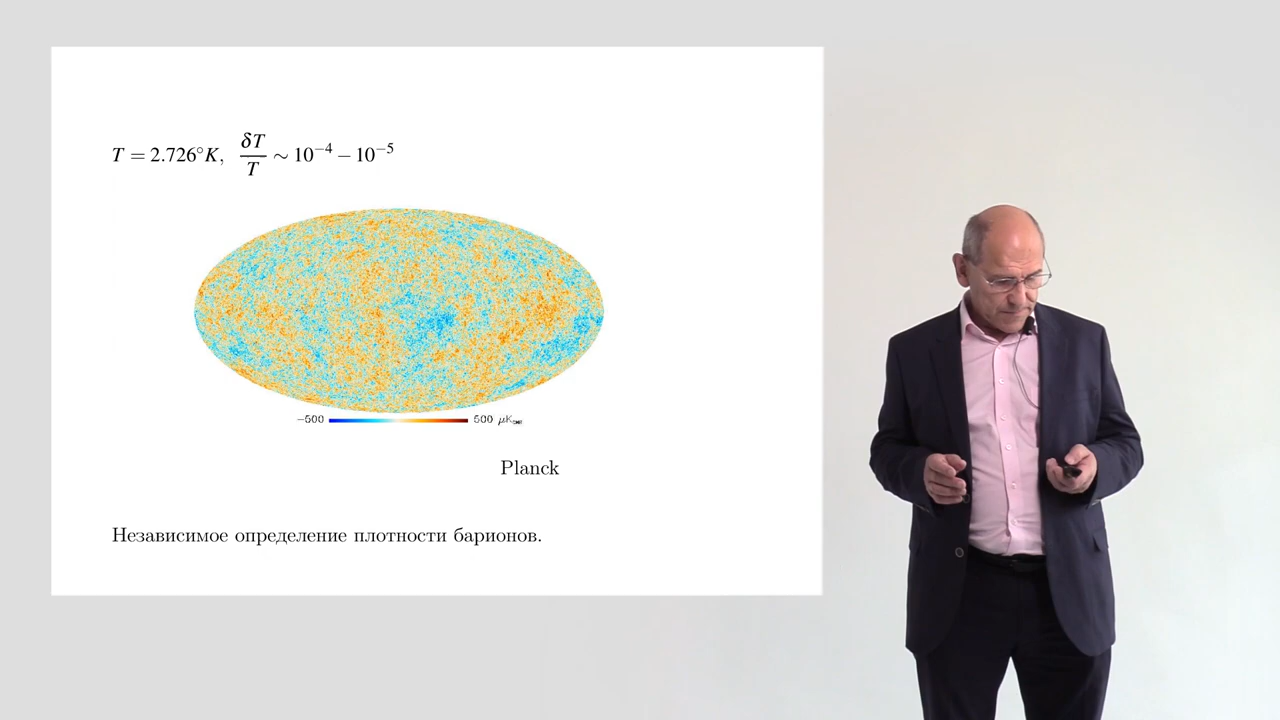 T = 2.726°K, δT/T ∼ 10⁻⁴ – 10⁻⁵
−500 500 μK
Planck
Независимое определение плотности барионов.